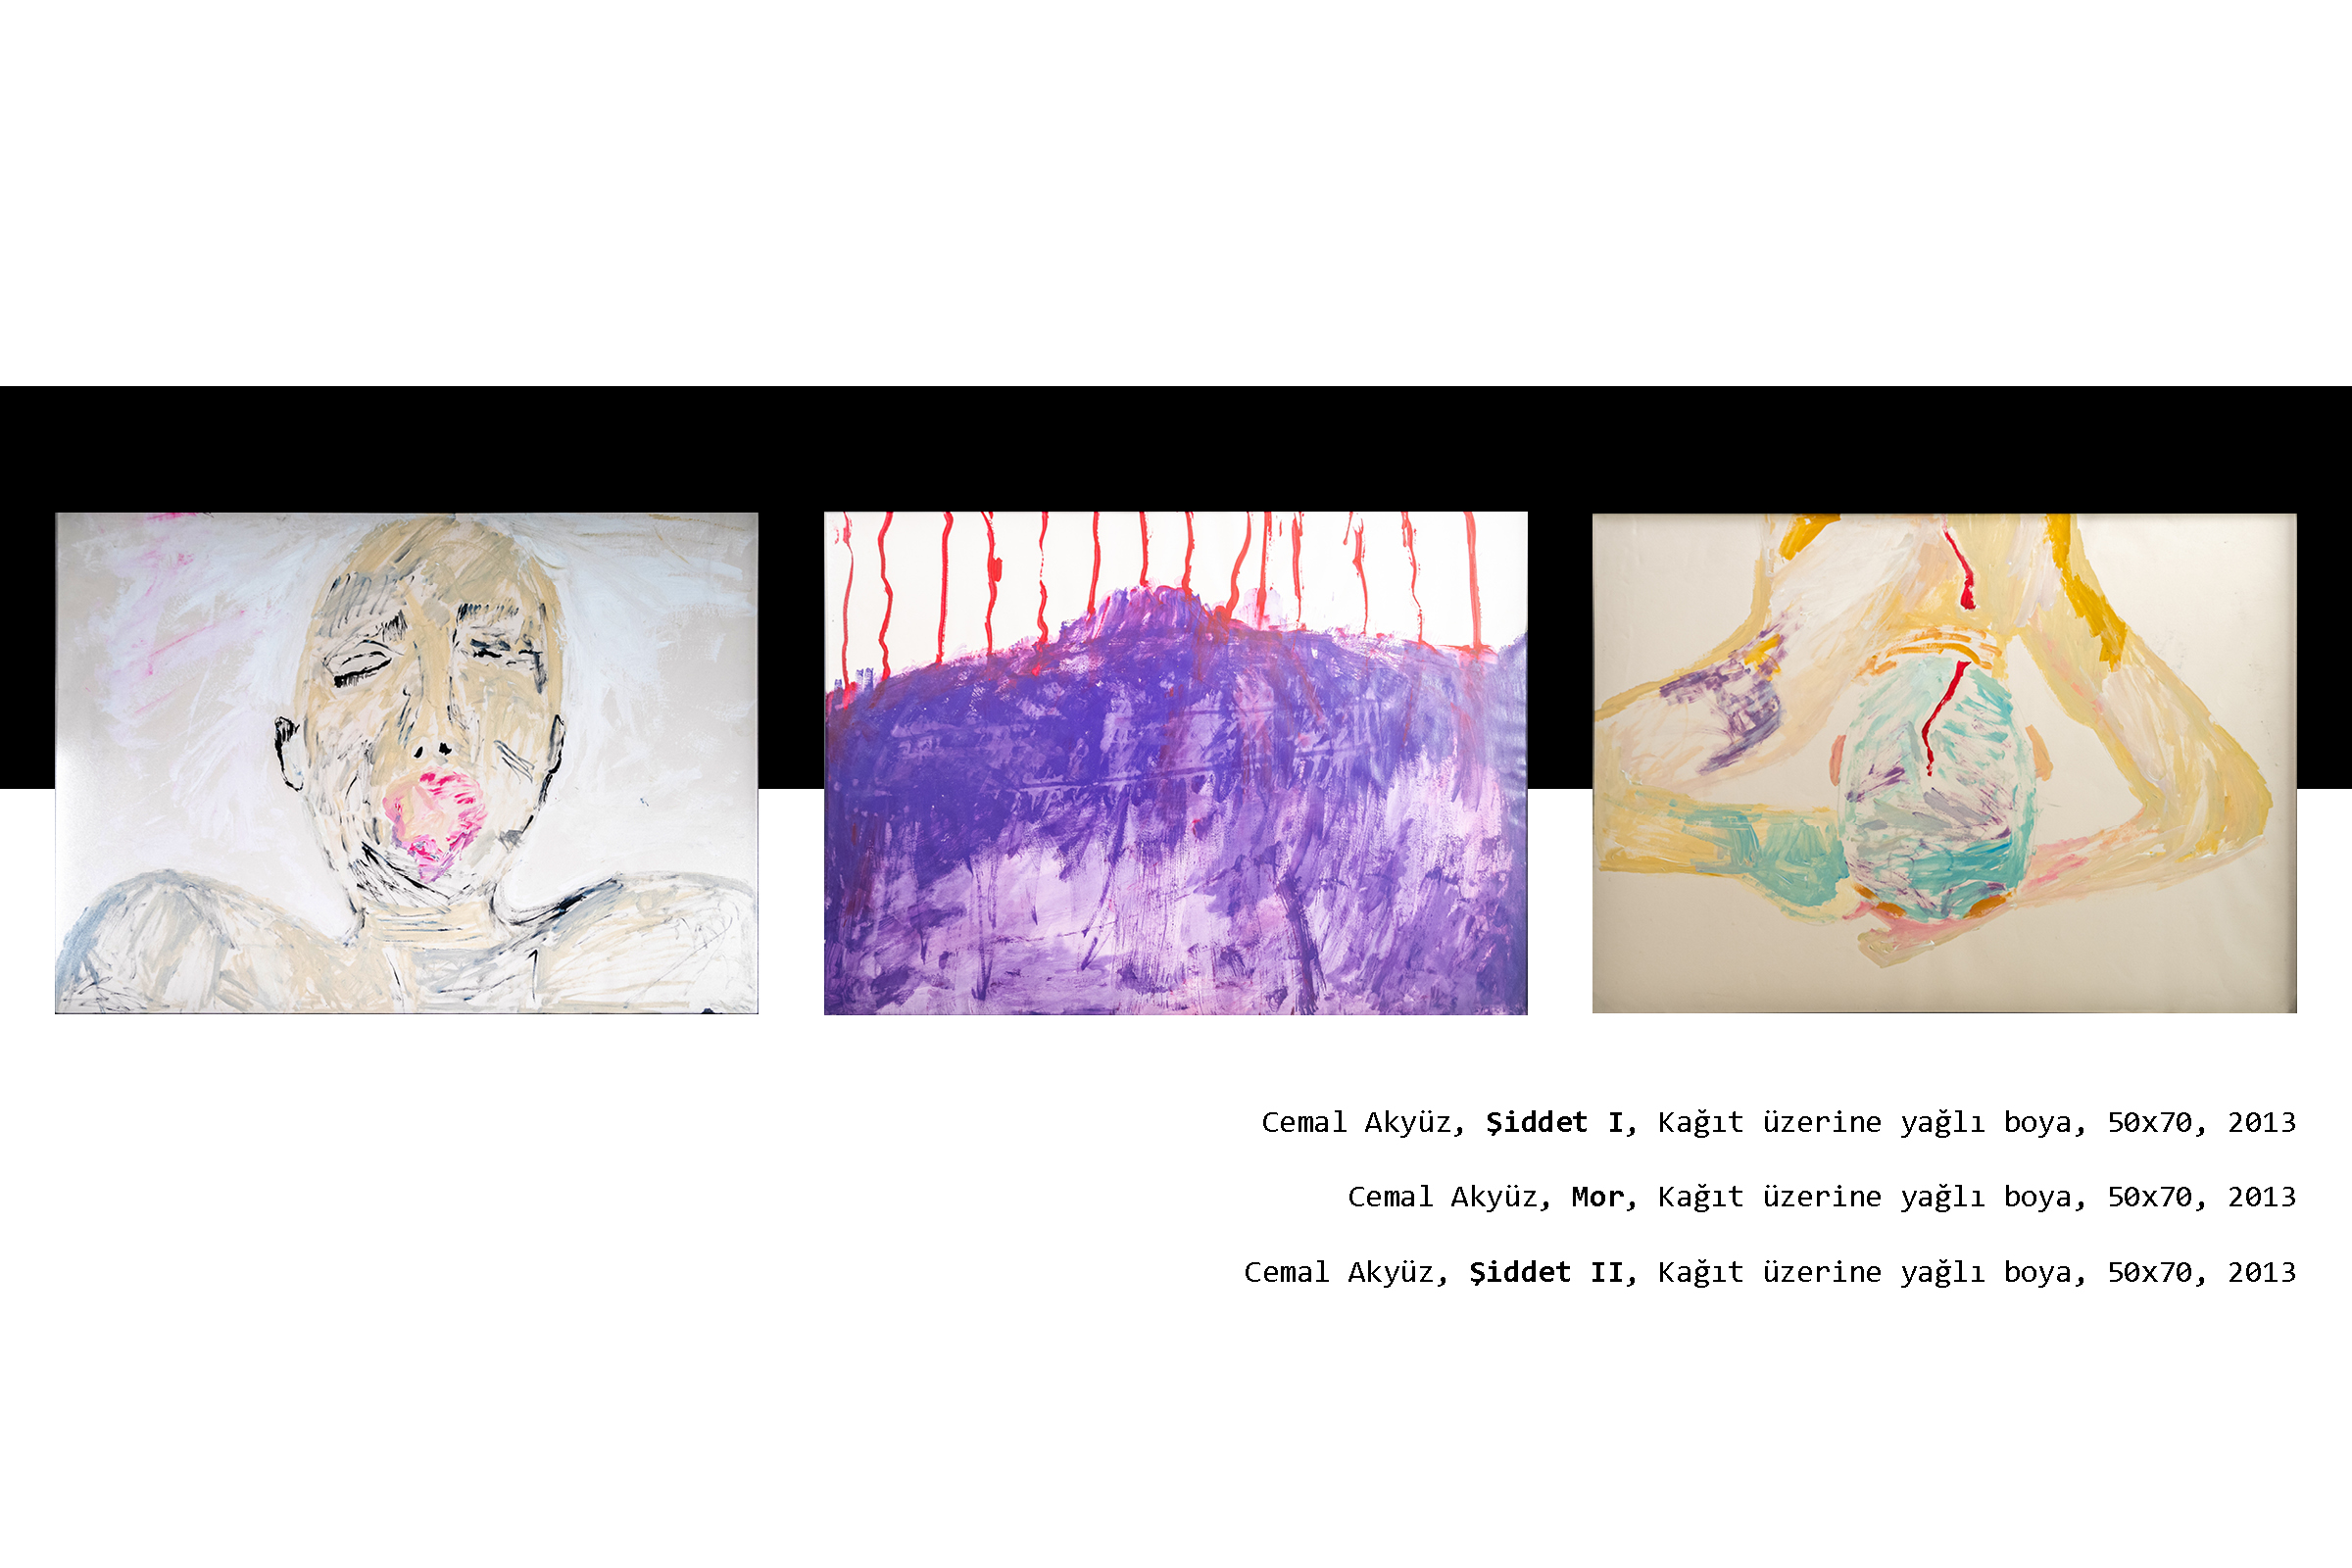 Cemal Akyüz, Şiddet I, Kağıt üzerine yağlı boya, 50x70, 2013
Cemal Akyüz, Mor, Kağıt üzerine yağlı boya, 50x70, 2013
Cemal Akyüz, Şiddet II, Kağıt üzerine yağlı boya, 50x70, 2013